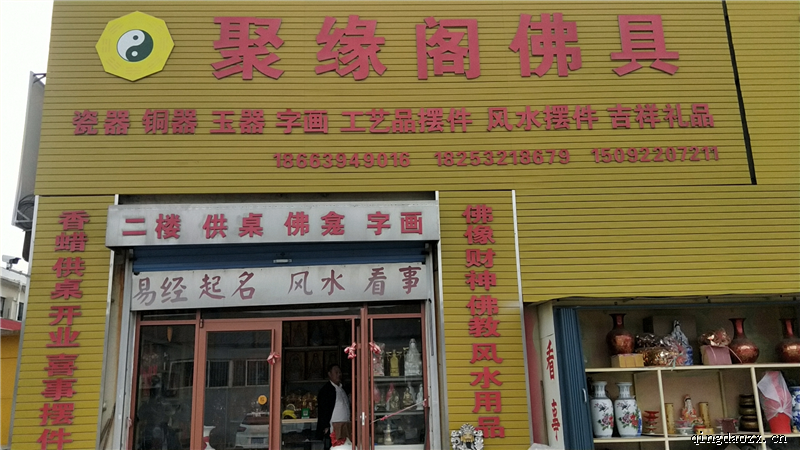 聚缘阁佛具
瓷器 铜器 玉器 字画 工艺品摆件 风水摆件 吉祥礼品
18663949016 18253218679 15092207211
二楼 供桌 佛龛 字画
易经起名 风水 看事
香蜡供桌开业喜事摆件
佛像财神佛教风水用品
qingdaozx.cn